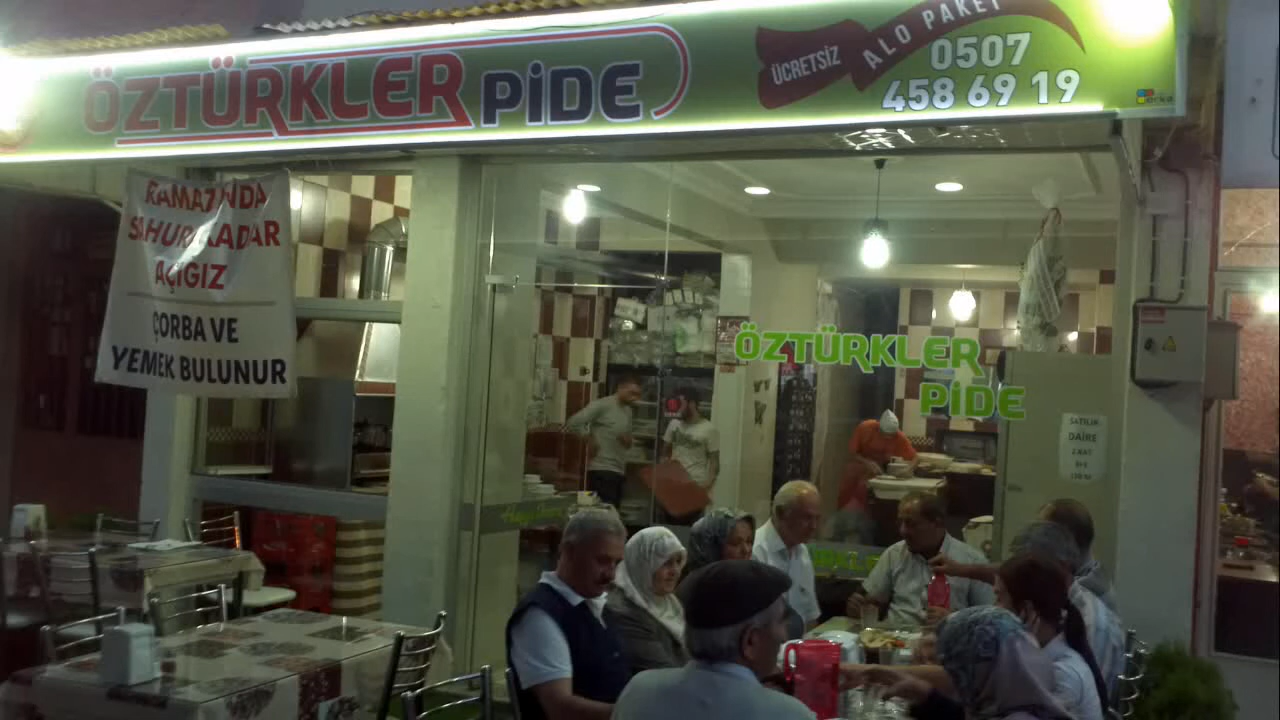 ÖZTÜRKLER PİDE
ÜCRETSİZ
ALO PAKET
0507
458 69 19
RAMAZANDA
SAHURA KADAR
AÇIĞIZ
ÇORBA VE
YEMEK BULUNUR
ÖZTÜRKLER
PİDE
SATILIK
DAİRE